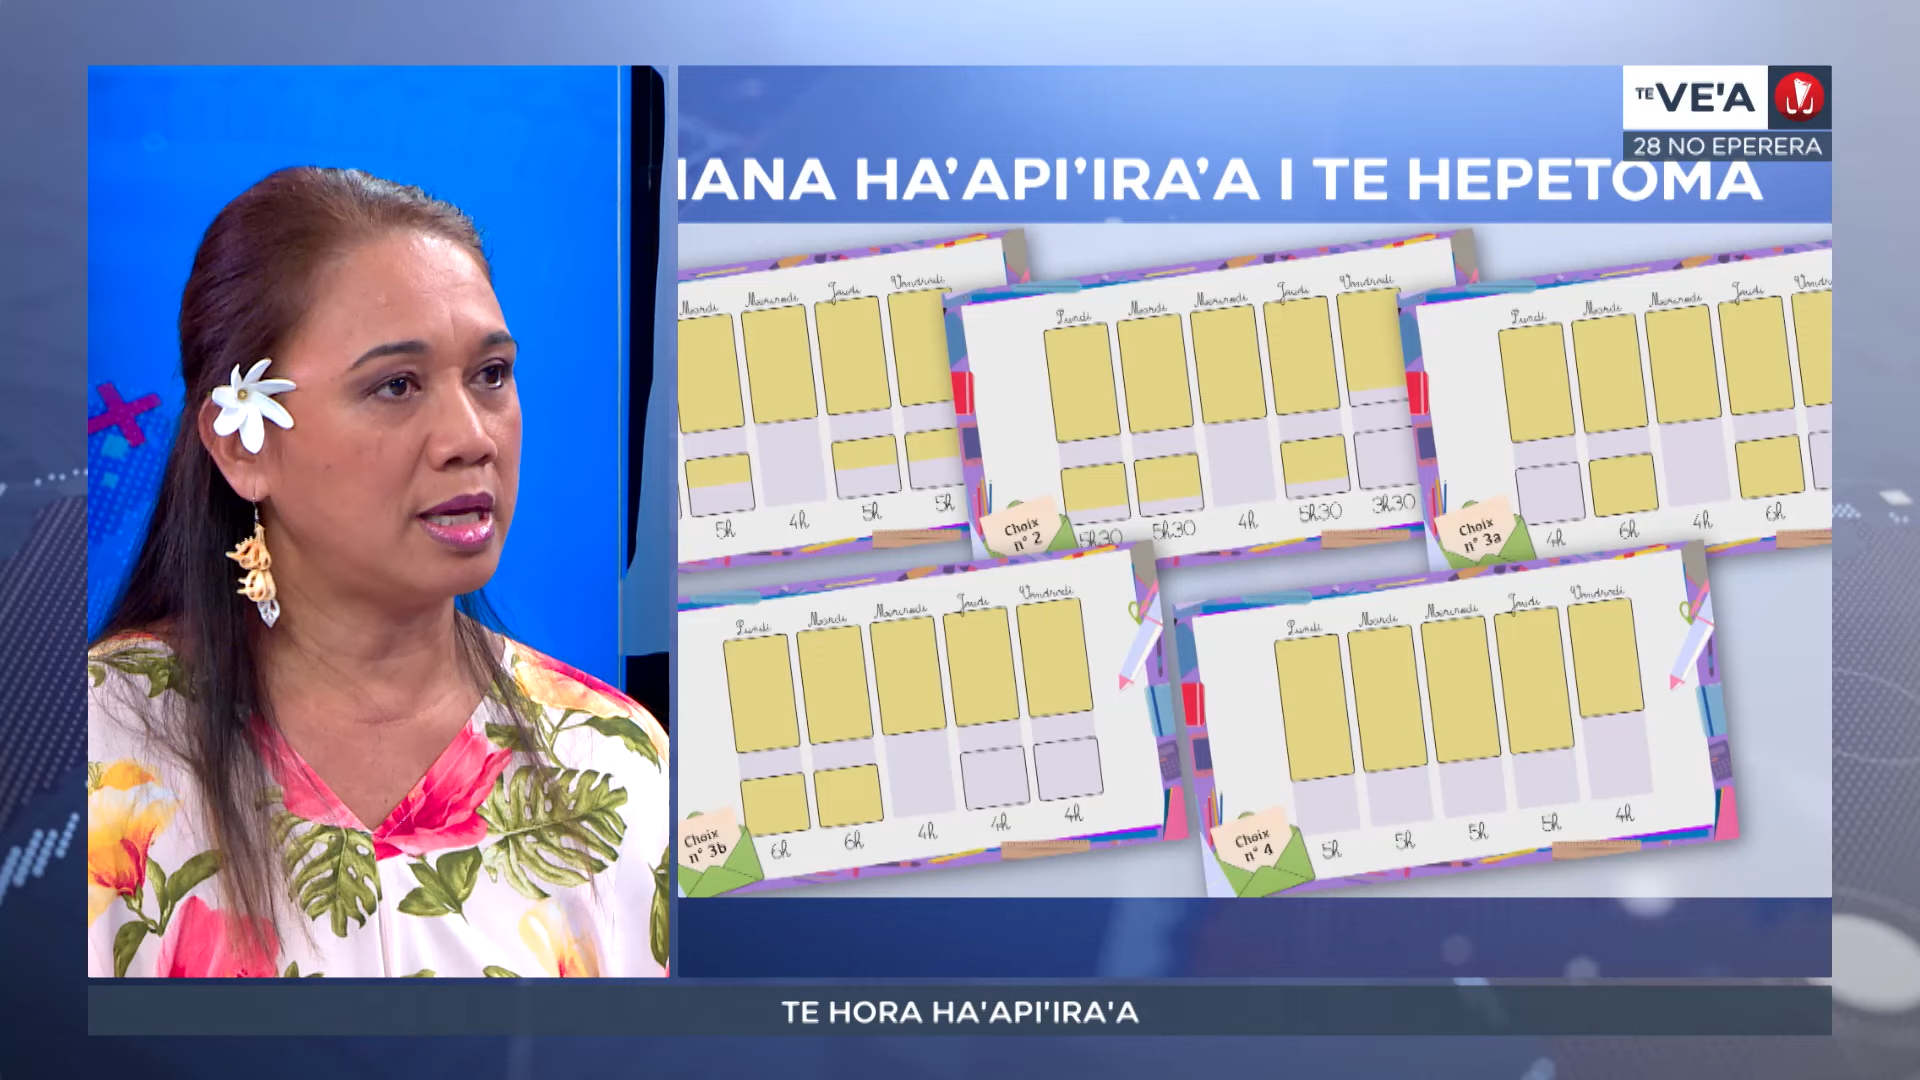 TE VE'A
28 NO EPERERA
HA’API’IRA’A I TE HEPETOMA
Mardi Mercredi Jeudi Vendredi
5h 4h 5h 5h
Lundi Mardi Mercredi Jeudi Vendredi
Choix
n° 2
5h30 5h30 4h 5h30 3h30
Lundi Mardi Mercredi Jeudi
Choix
n° 3a
4h 6h 4h 6h
Lundi Mardi Mercredi Jeudi Vendredi
Choix
n° 3b
6h 6h 4h 4h 4h
Lundi Mardi Mercredi Jeudi Vendredi
Choix
n° 4
5h 5h 5h 5h 4h
TE HORA HA'API'IRA'A